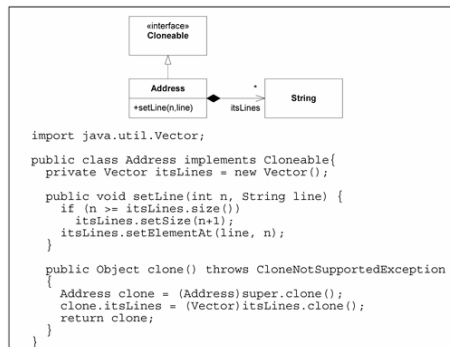 «interface»
Cloneable
Address
+setLine(n,line)
*
itsLines
String
import java.util.Vector;
public class Address implements Cloneable{
private Vector itsLines = new Vector();
public void setLine(int n, String line) {
if (n >= itsLines.size())
itsLines.setSize(n+1);
itsLines.setElementAt(line, n);
}
public Object clone() throws CloneNotSupportedException
{
Address clone = (Address)super.clone();
clone.itsLines = (Vector)itsLines.clone();
return clone;
}
}